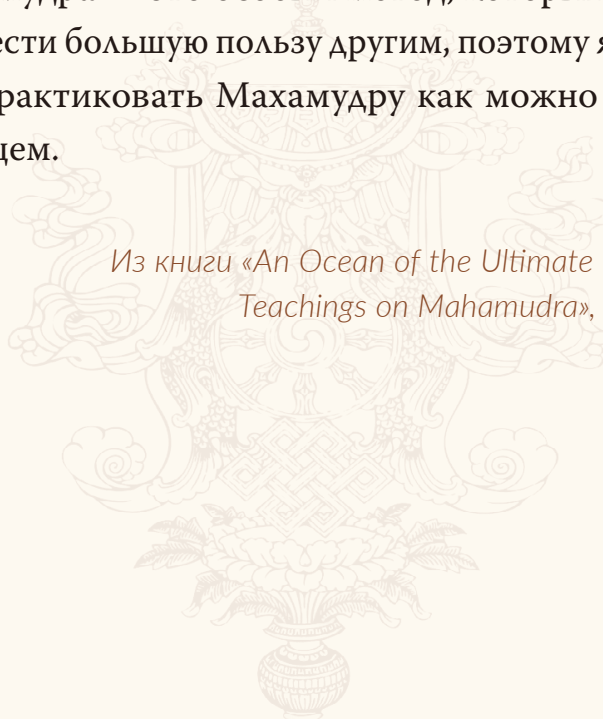 ести большую пользу другим, поэтому я
рактиковать Махамудру как можно
цем.
Из книги «An Ocean of the Ultimate
Teachings on Mahamudra»,